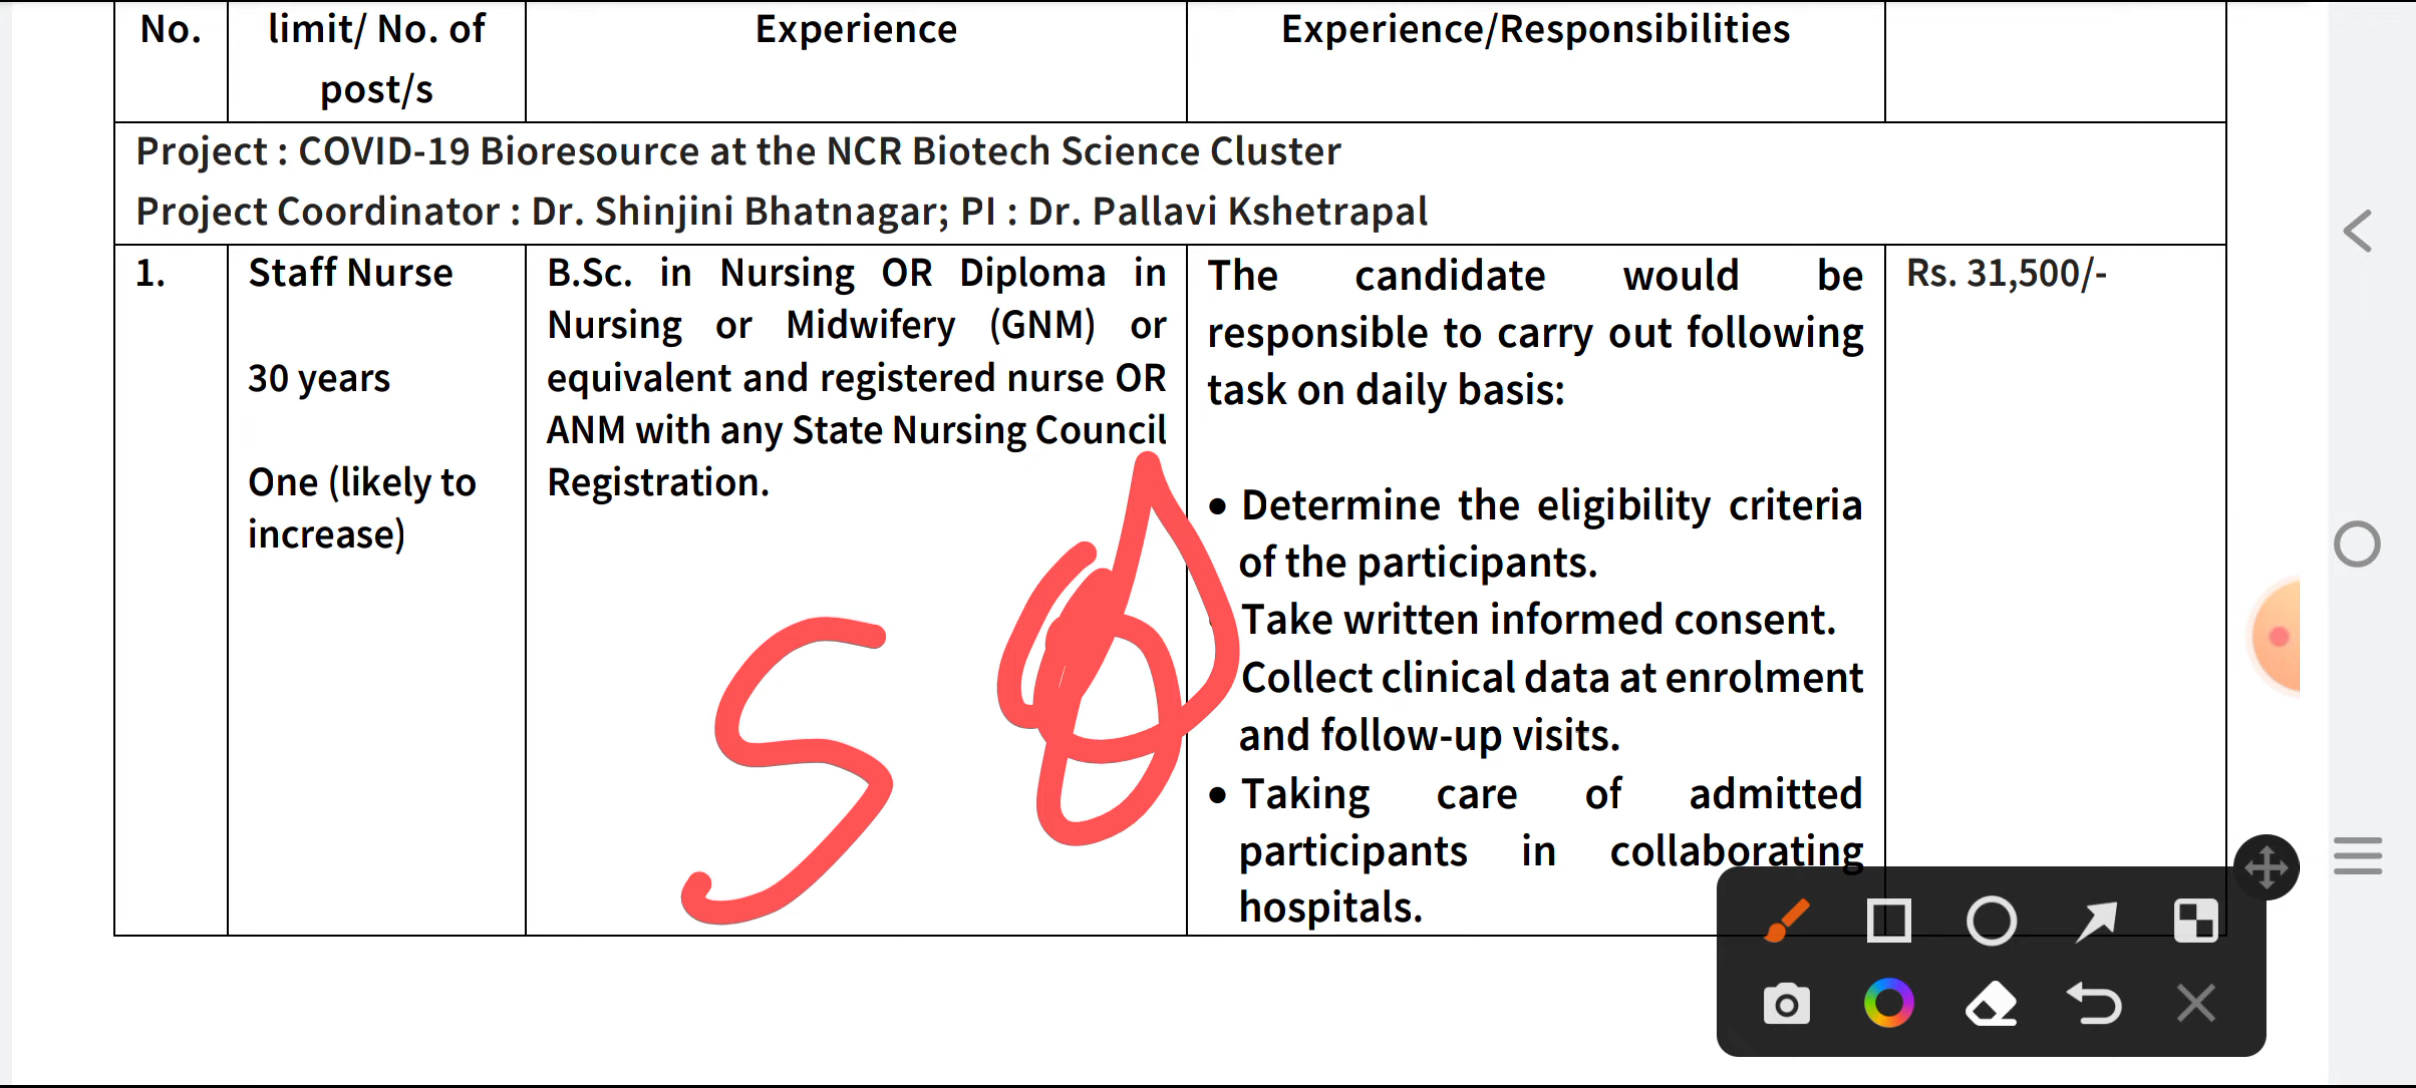 No.
limit/ No. of
post/s
Experience
Experience/Responsibilities
Project : COVID-19 Bioresource at the NCR Biotech Science Cluster
Project Coordinator : Dr. Shinjini Bhatnagar; PI : Dr. Pallavi Kshetrapal
1.
Staff Nurse
30 years
One (likely to
increase)
B.Sc. in Nursing OR Diploma in
Nursing or Midwifery (GNM) or
equivalent and registered nurse OR
ANM with any State Nursing Council
Registration.
The candidate would be
responsible to carry out following
task on daily basis:
• Determine the eligibility criteria
of the participants.
Take written informed consent.
Collect clinical data at enrolment
and follow-up visits.
• Taking care of admitted
participants in collaborating
hospitals.
Rs. 31,500/-